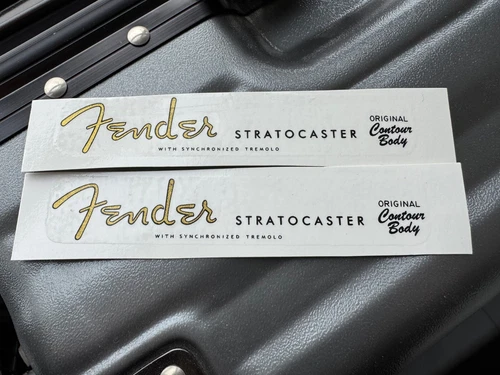 Fender STRATOCASTER ORIGINAL
Contour
Body
WITH SYNCHRONIZED TREMOLO
Fender STRATOCASTER ORIGINAL
Contour
Body
WITH SYNCHRONIZED TREMOLO